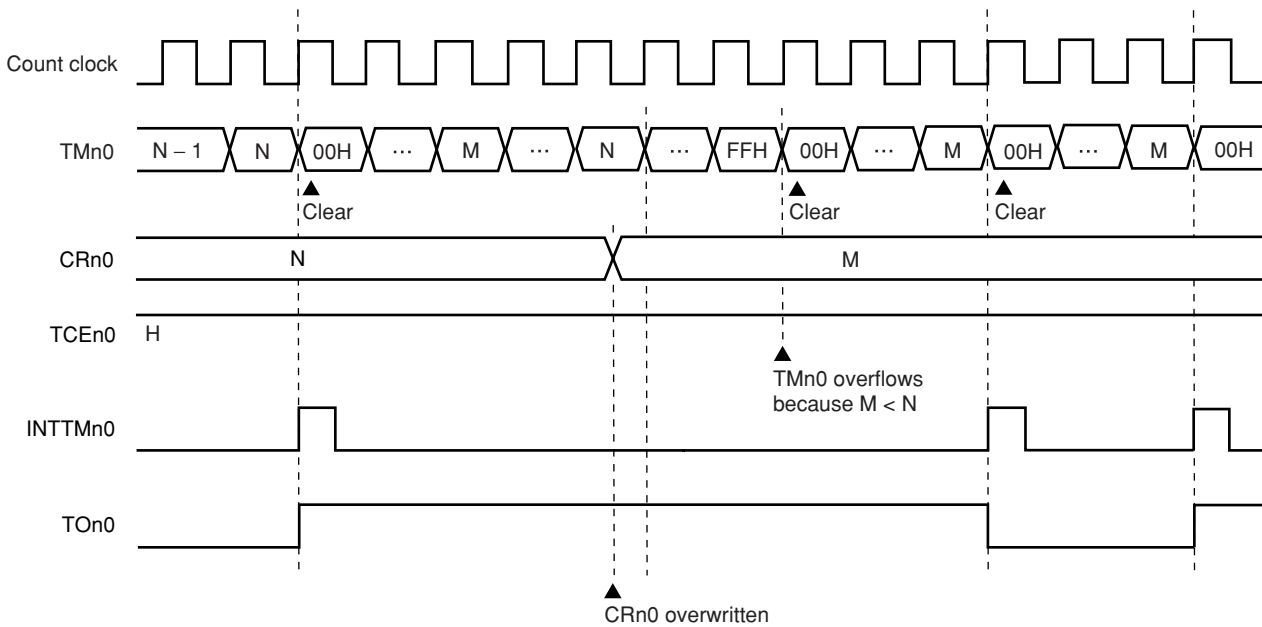 Count clock
TMn0 N – 1 N 00H ··· M ··· N ··· FFH 00H ··· M 00H ··· M 00H
Clear Clear Clear
CRn0 N M
TCEn0 H
TMn0 overflows
because M < N
INTTMn0
TOn0
CRn0 overwritten